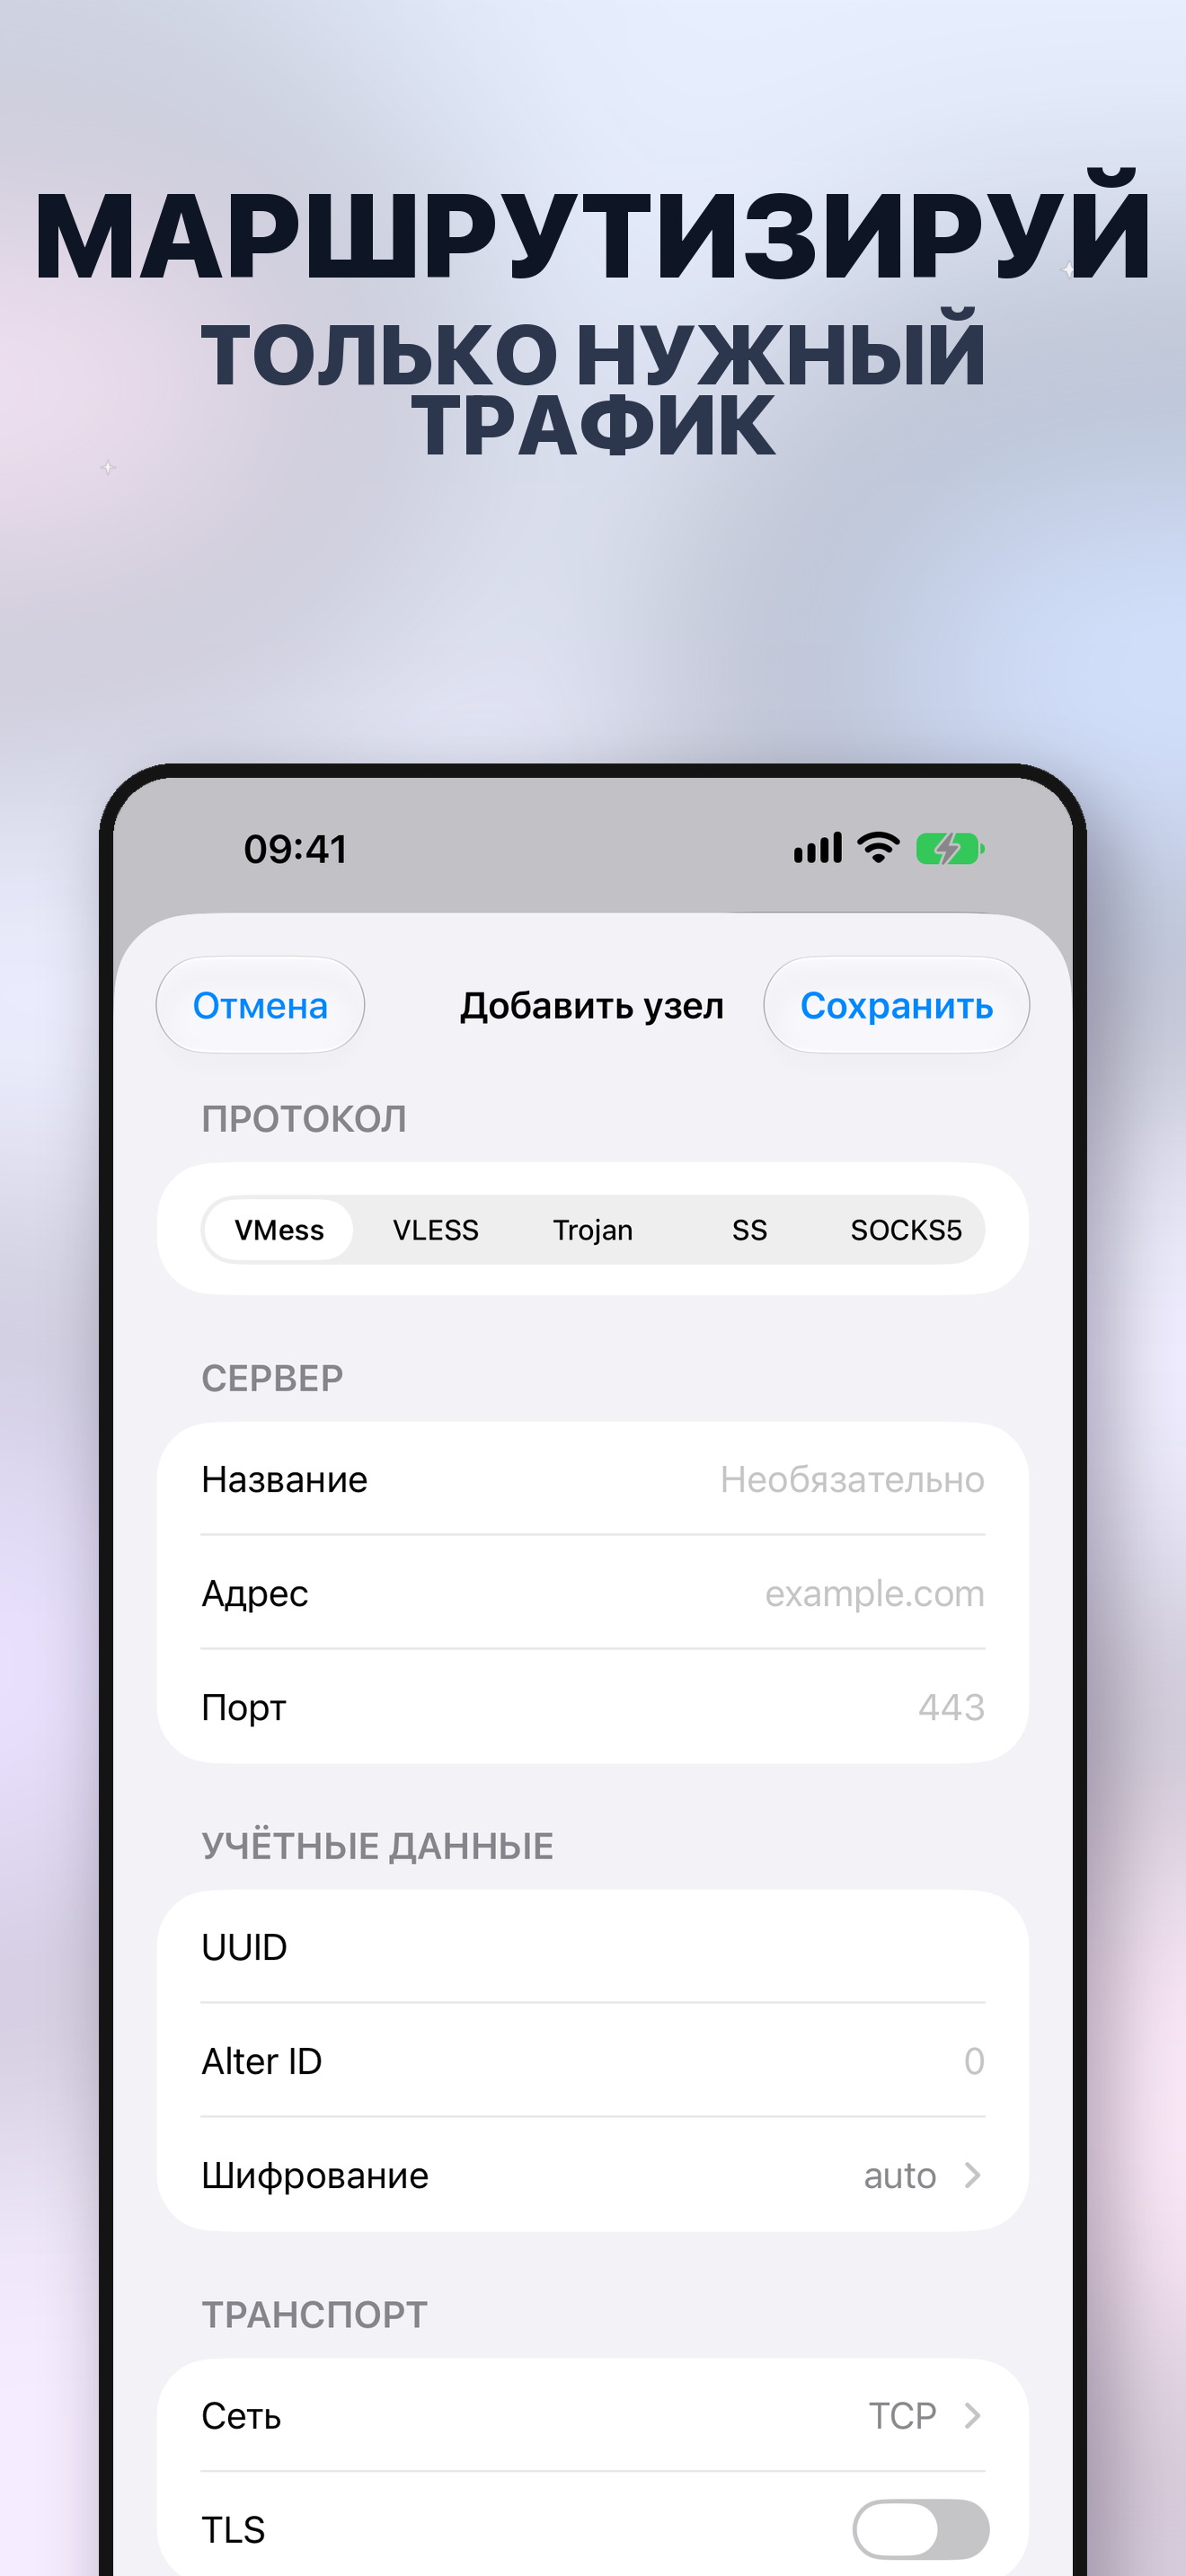 МАРШРУТИЗИРУЙ
ТОЛЬКО НУЖНЫЙ
ТРАФИК
09:41
Отмена Добавить узел Сохранить
ПРОТОКОЛ
VMess VLESS Trojan SS SOCKS5
СЕРВЕР
Название Необязательно
Адрес example.com
Порт 443
УЧЁТНЫЕ ДАННЫЕ
UUID
Alter ID 0
Шифрование auto
ТРАНСПОРТ
Сеть TCP
TLS